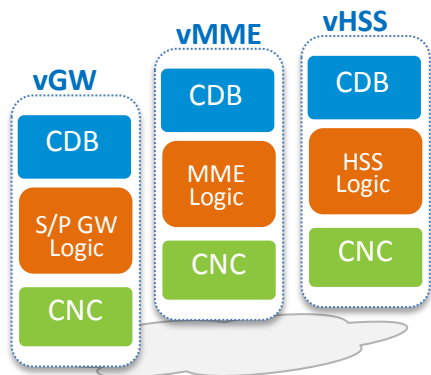 vGW
CDB
S/P GW
Logic
CNC
vMME
CDB
MME
Logic
CNC
vHSS
CDB
HSS
Logic
CNC